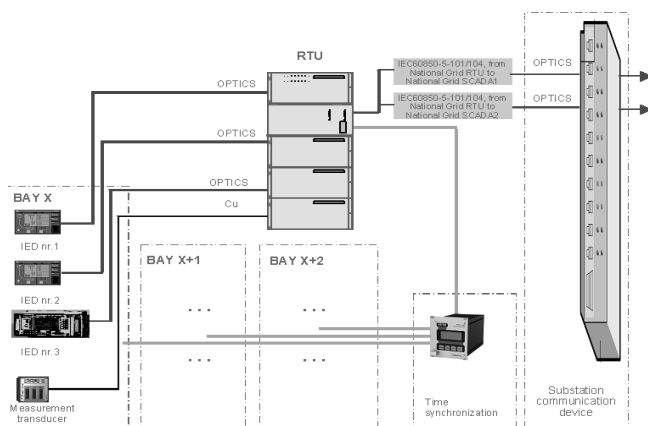 RTU
IEC60850-5-101/104, from
National Grid RTU to
National Grid SCADA1
OPTICS
IEC60850-5-101/104, from
National Grid RTU to
National Grid SCADA2
OPTICS
OPTICS
OPTICS
OPTICS
Cu
BAY X
IED nr.1
IED nr.2
IED nr.3
Measurement
transducer
BAY X+1
...
...
BAY X+2
...
...
Time
synchronization
Substation
communication
device